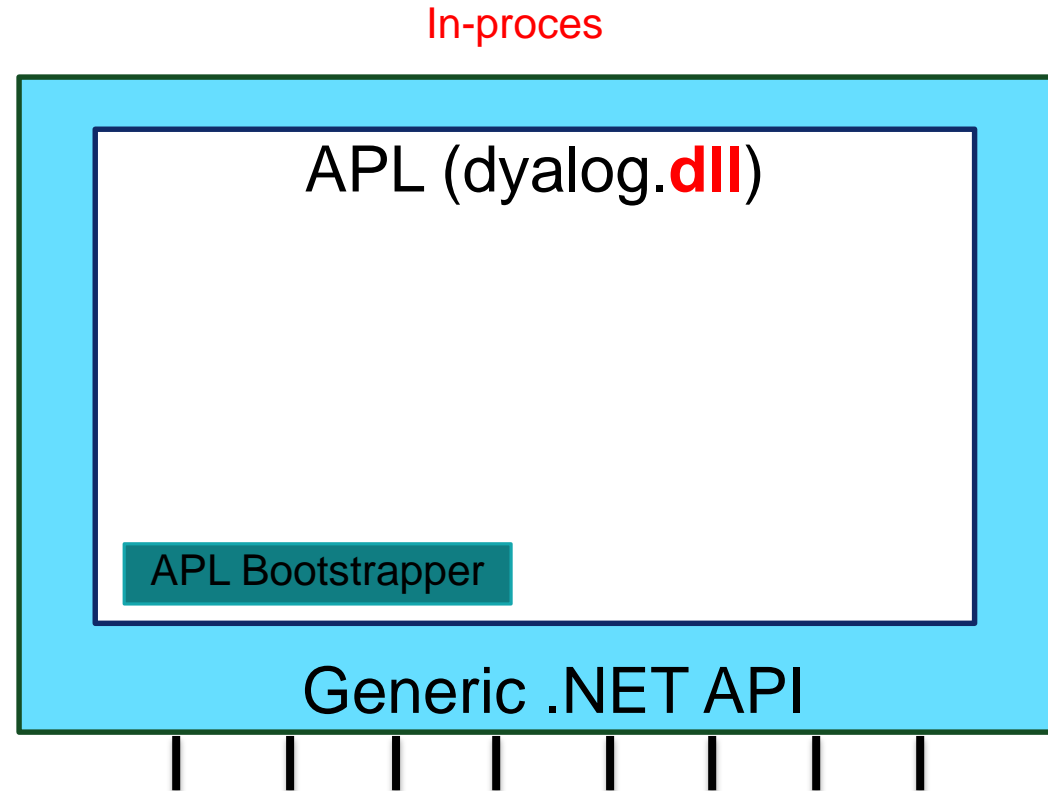 In-proces
APL (dyalog.dll)
APL Bootstrapper
Generic .NET API